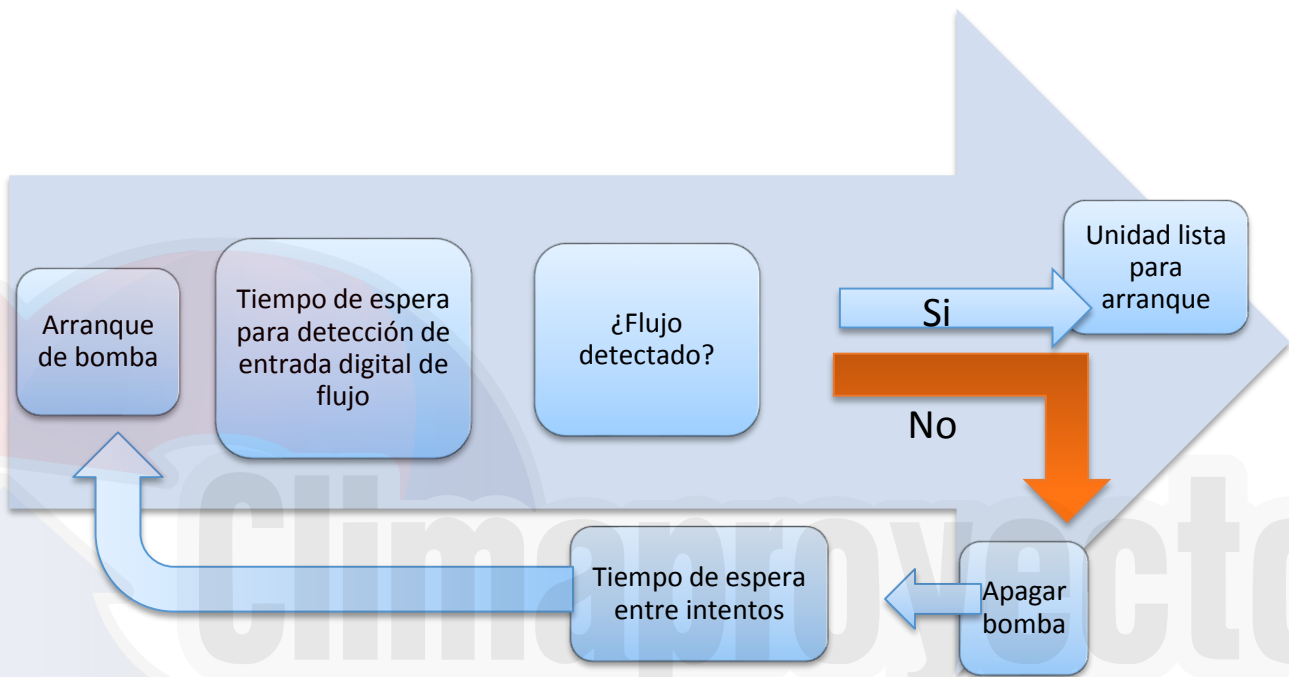 Arranque
de bomba
Tiempo de espera
para detección de
entrada digital de
flujo
¿Flujo
detectado?
Si
No
Unidad lista
para
arranque
Apagar
bomba
Tiempo de espera
entre intentos
Climaproyecto